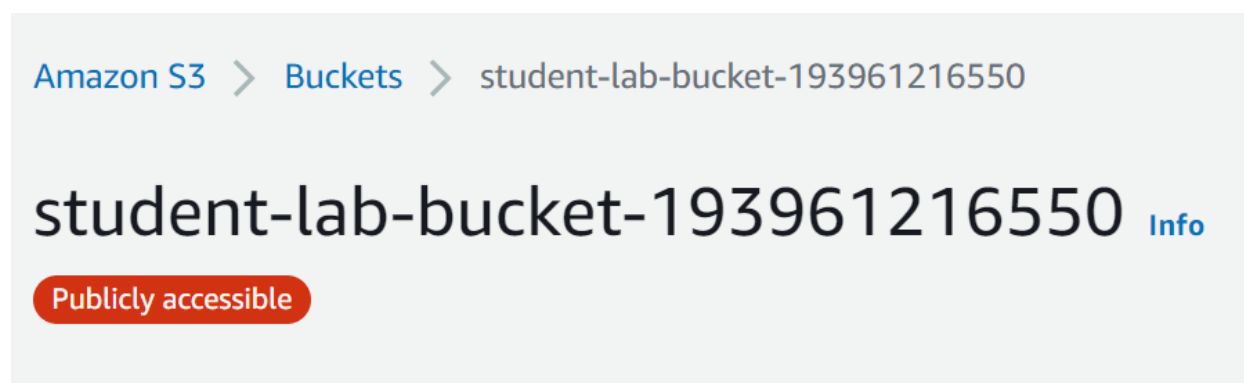 Amazon S3 > Buckets > student-lab-bucket-193961216550
student-lab-bucket-193961216550 Info
Publicly accessible